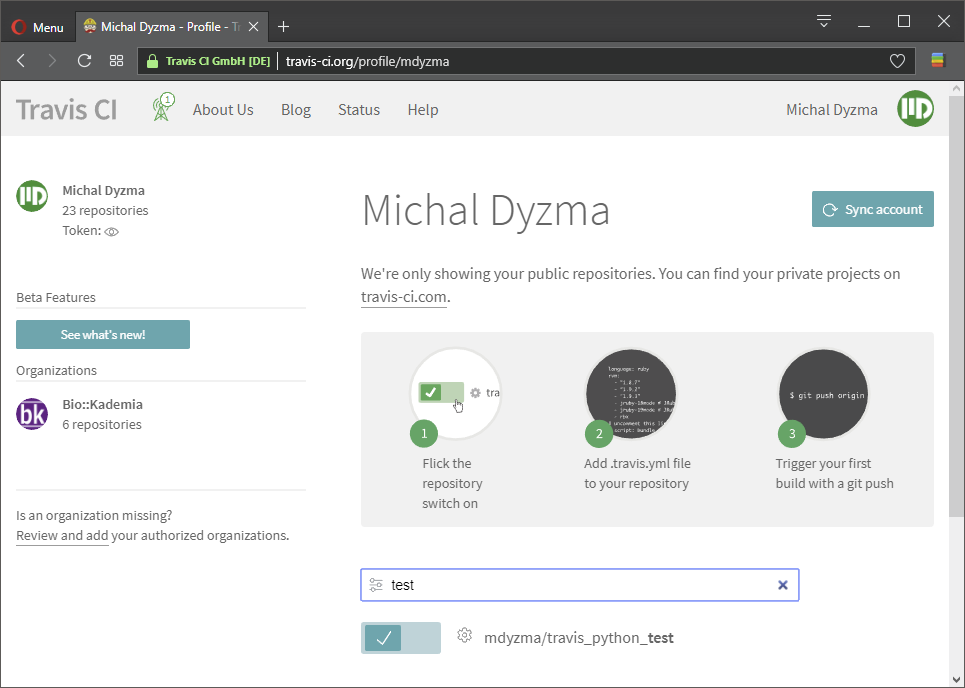 Menu
Michal Dyzma - Profile - T
Travis CI GmbH [DE]
travis-ci.org/profile/mdyzma
Travis CI
1
About Us
Blog
Status
Help
Michal Dyzma
Michal Dyzma
23 repositories
Token:
Beta Features
See what's new!
Organizations
bk
Bio::Kademia
6 repositories
Is an organization missing?
Review and add your authorized organizations.
Michal Dyzma
Sync account
We're only showing your public repositories. You can find your private projects on
travis-ci.com.
tra
1
Flick the
repository
switch on
language: ruby
rvm:
- "1.8.7"
- "1.9.2"
- "1.9.3"
- jruby-18mode # JRub
- jruby-19mode # JRub
- rbx
# uncomment this li
script: bundle
2
Add .travis.yml file
to your repository
$ git push origin
3
Trigger your first
build with a git push
test
mdyzma/travis_python_test